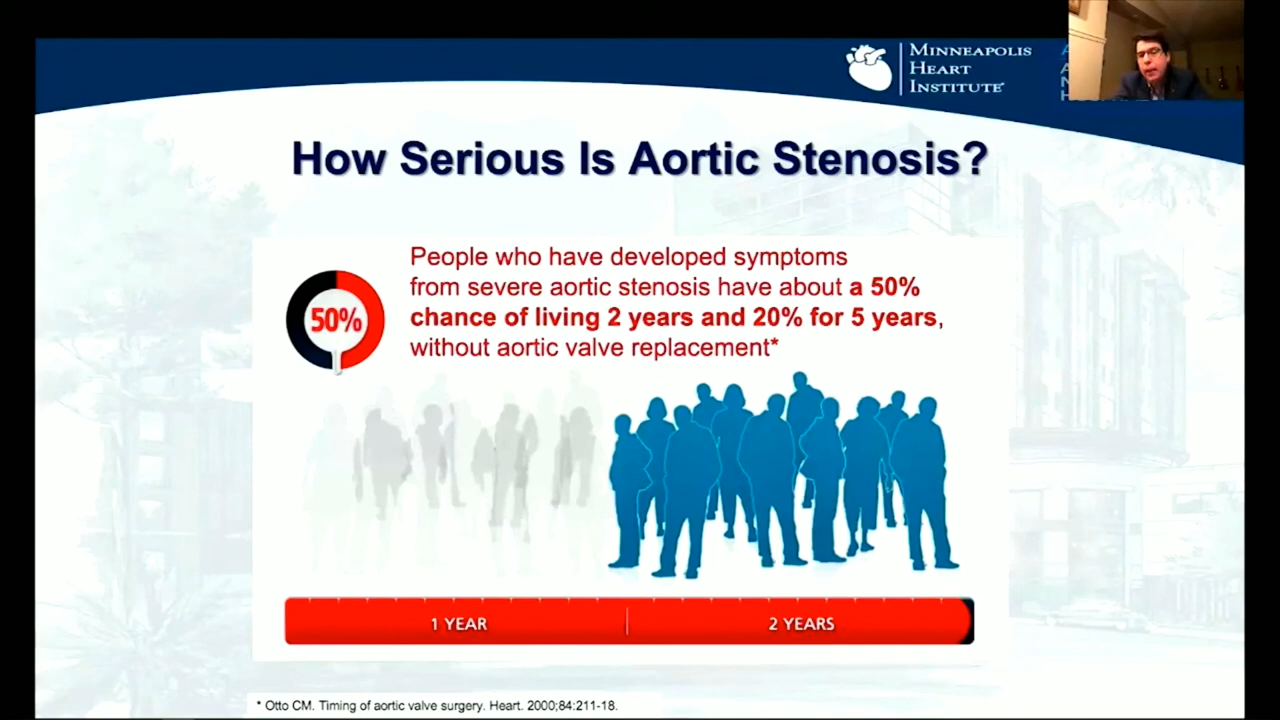 MINNEAPOLIS
HEART
INSTITUTE
How Serious Is Aortic Stenosis?
50%
People who have developed symptoms
from severe aortic stenosis have about a 50%
chance of living 2 years and 20% for 5 years,
without aortic valve replacement*
1 YEAR
2 YEARS
* Otto CM. Timing of aortic valve surgery. Heart. 2000;84:211-18.